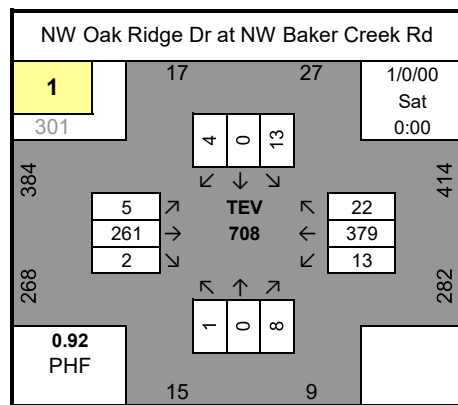 NW Oak Ridge Dr at NW Baker Creek Rd
1
301
17
27
1/0/00
Sat
0:00
4 0 13
384
414
5 ↗
261 →
2 ↘
TEV
708
↖ 22
← 379
↙ 13
↙ ↓ ↘
268
282
↖ ↑ ↗
1 0 8
0.92
PHF
15
9